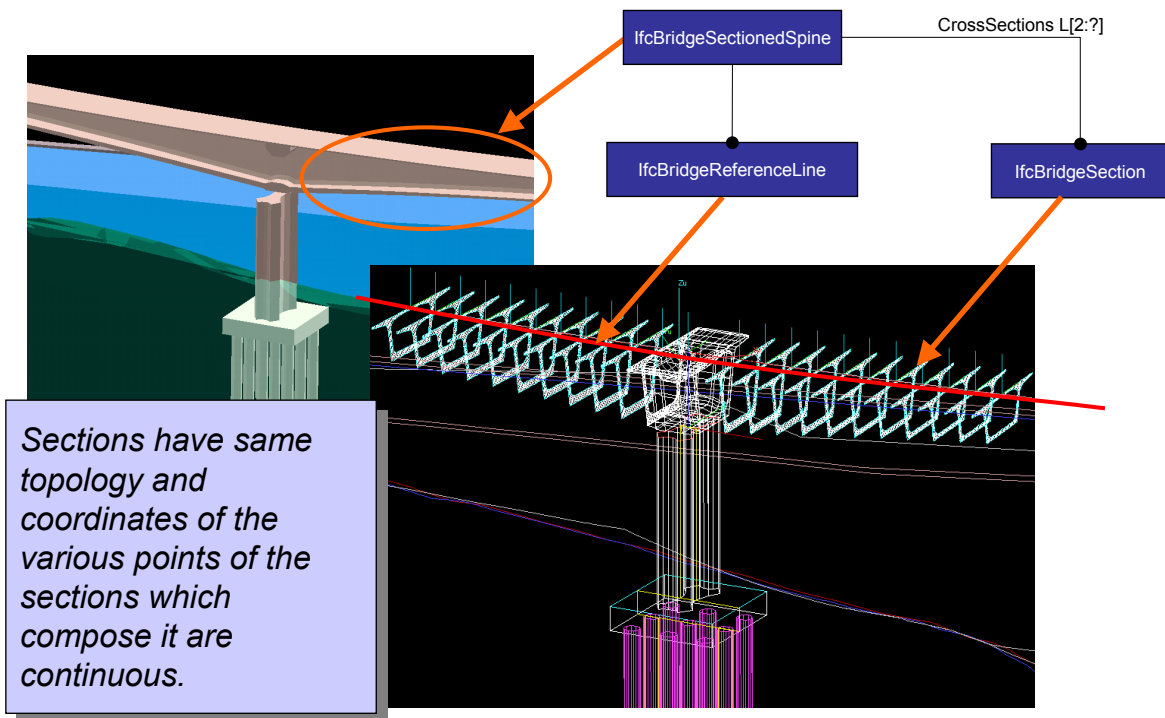 IfcBridgeSectionedSpine
CrossSections L[2:?]
IfcBridgeReferenceLine
IfcBridgeSection
Zu
Sections have same
topology and
coordinates of the
various points of the
sections which
compose it are
continuous.